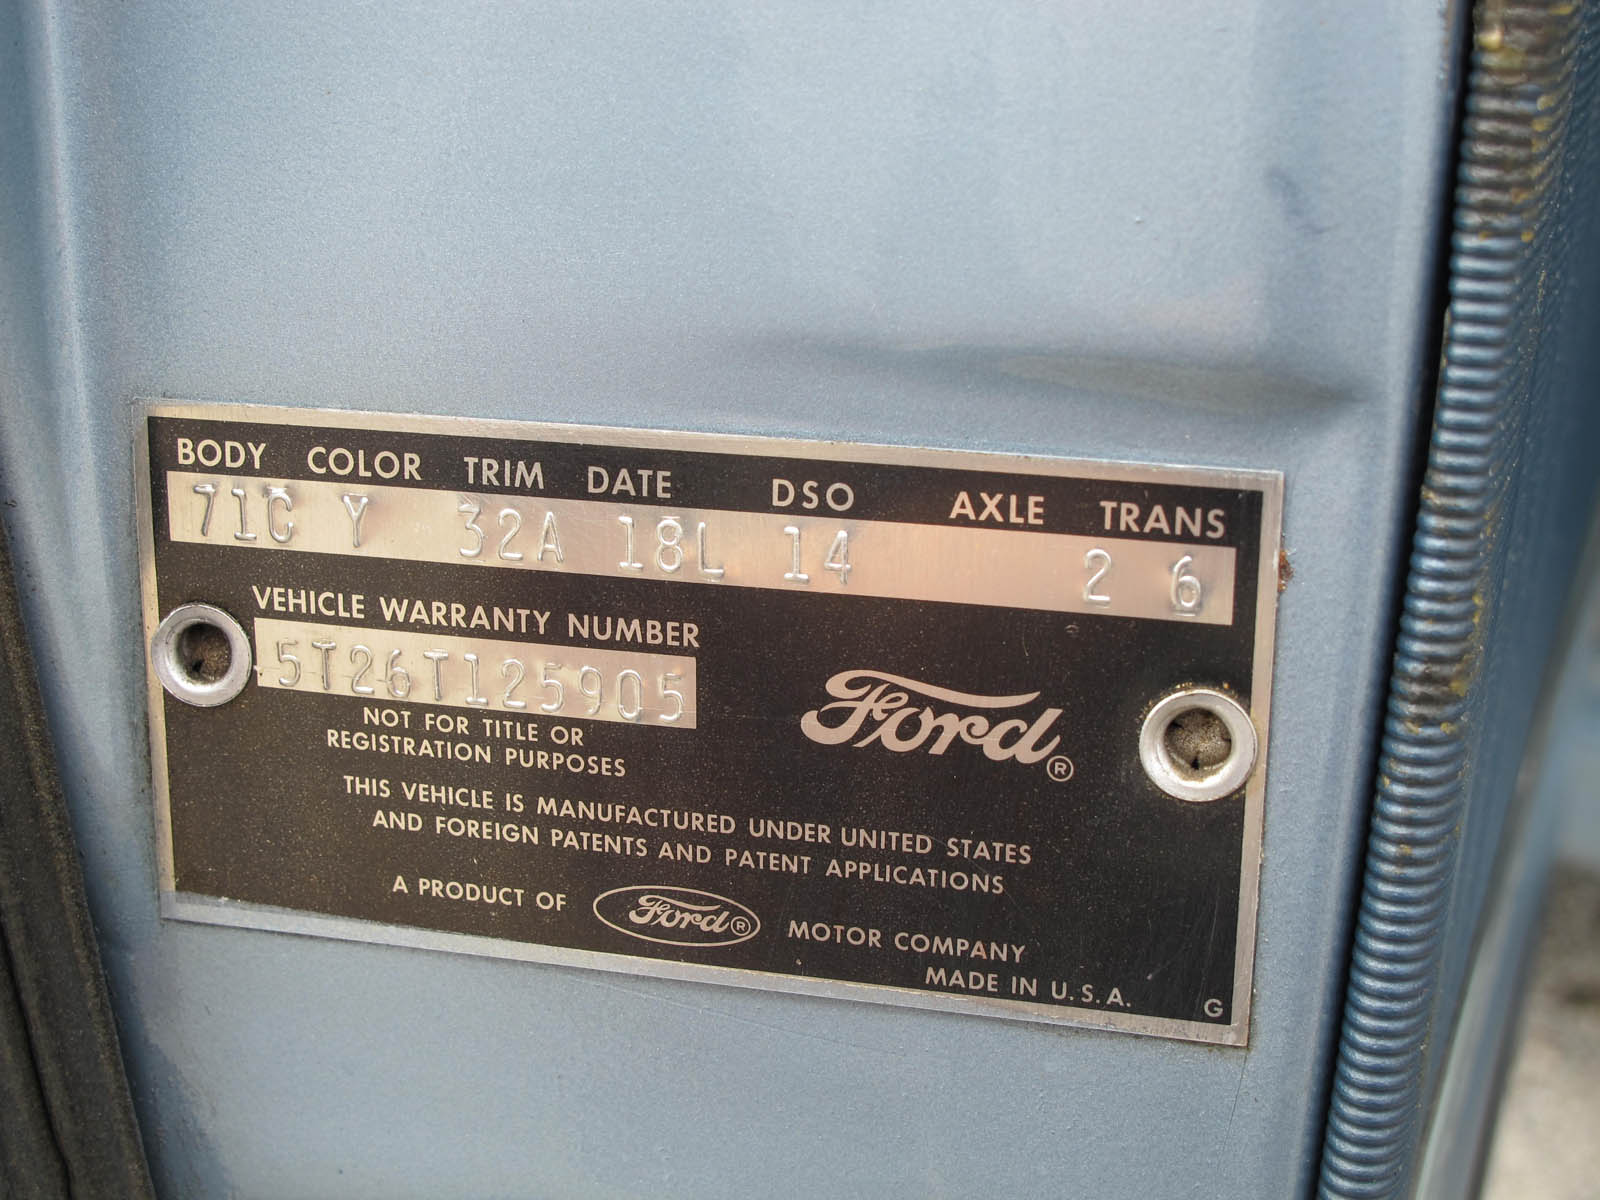 BODY COLOR TRIM DATE DSO AXLE TRANS
71C Y 32A 18L 14 2 6
VEHICLE WARRANTY NUMBER
5T26T125905
NOT FOR TITLE OR
REGISTRATION PURPOSES
Ford®
THIS VEHICLE IS MANUFACTURED UNDER UNITED STATES
AND FOREIGN PATENTS AND PATENT APPLICATIONS
A PRODUCT OF Ford® MOTOR COMPANY
MADE IN U.S.A. G